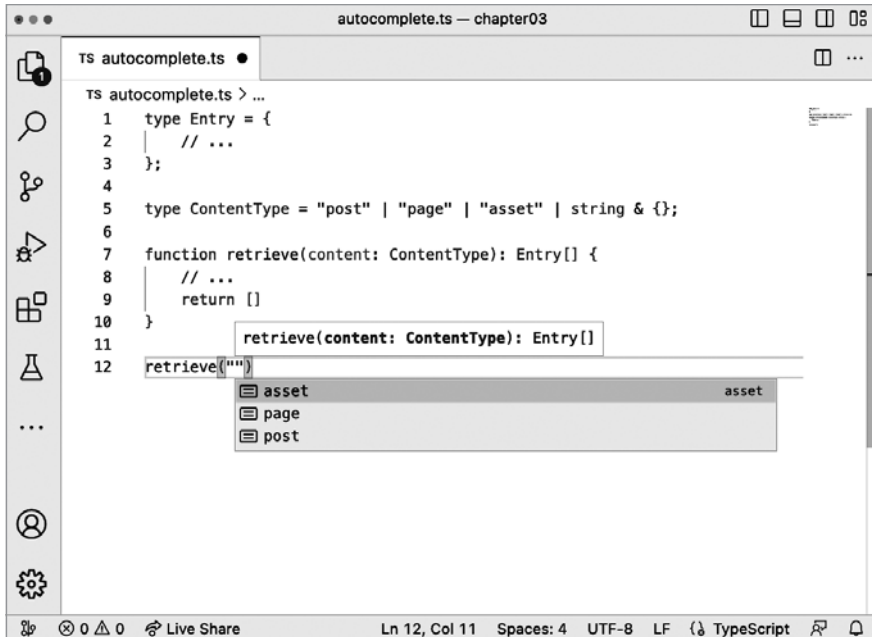 autocomplete.ts — chapter03
TS autocomplete.ts ●
1
TS autocomplete.ts > ...
1 type Entry = {
2 // ...
3 };
4
5 type ContentType = "post" | "page" | "asset" | string & {};
6
7 function retrieve(content: ContentType): Entry[] {
8 // ...
9 return []
10 }
retrieve(content: ContentType): Entry[]
11
12 retrieve("")
asset asset
page
post
0 0 Live Share Ln 12, Col 11 Spaces: 4 UTF-8 LF TypeScript